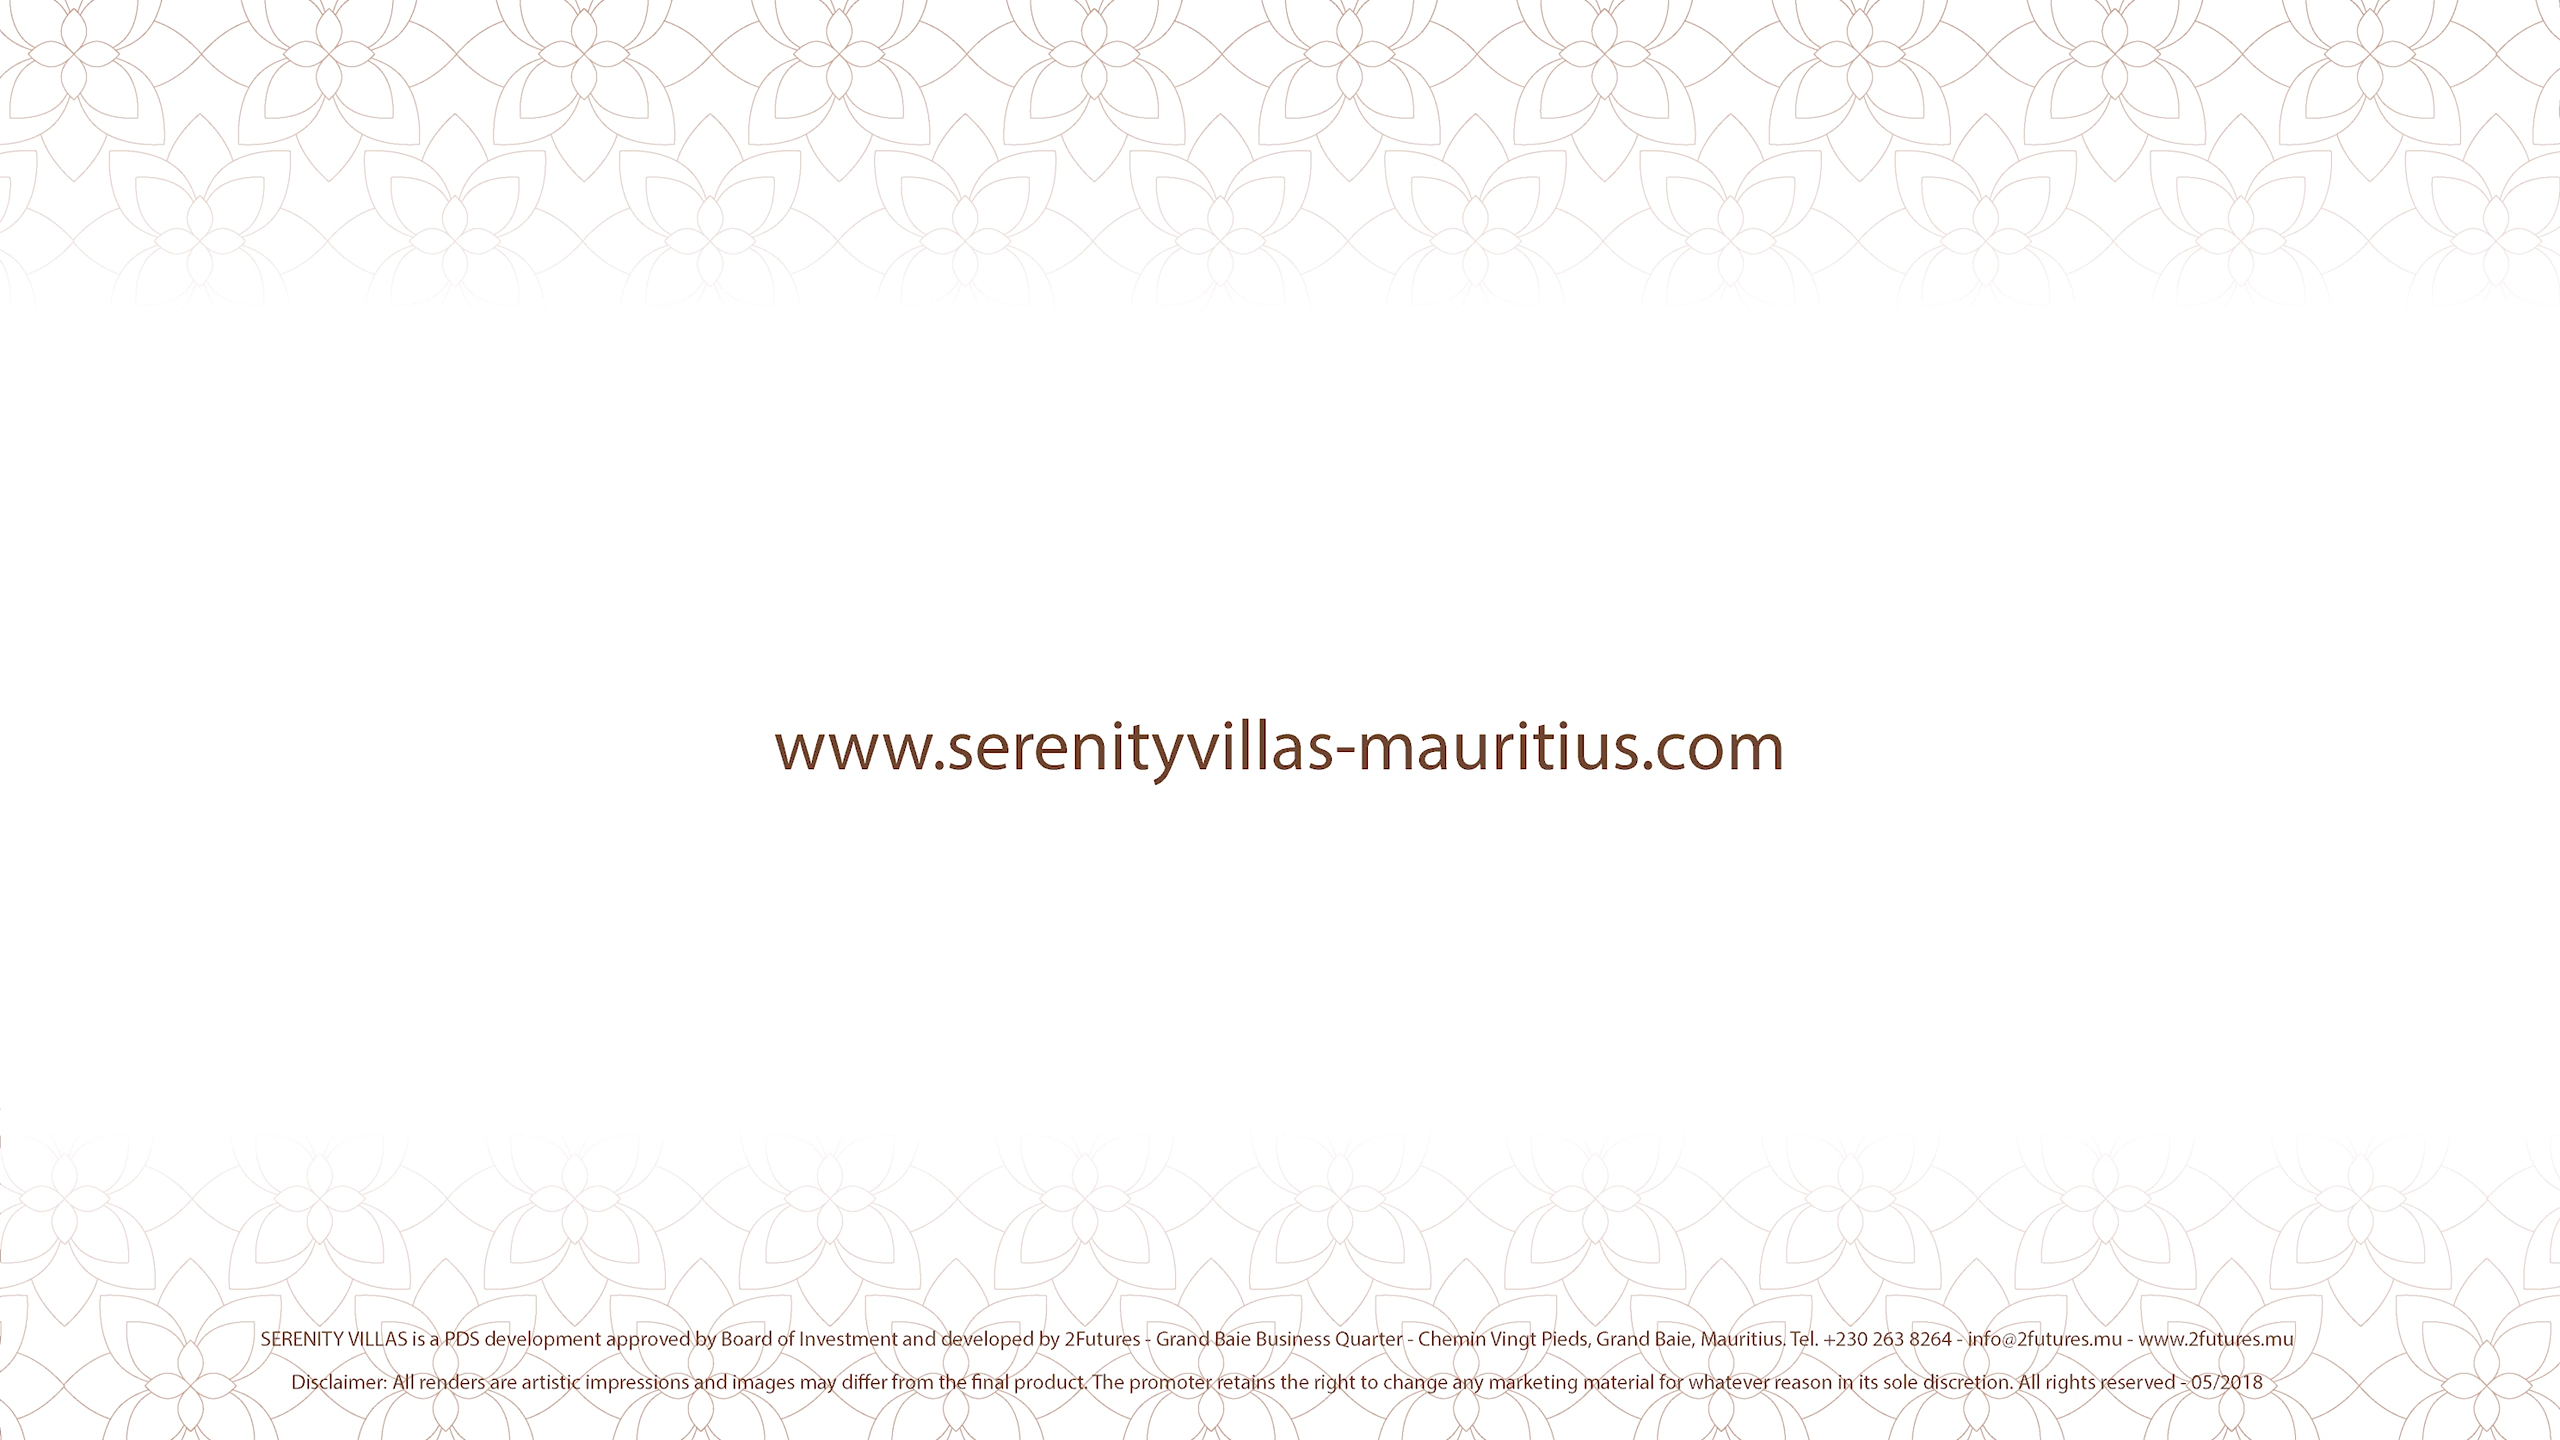 www.serenityvillas-mauritius.com
SERENITY VILLAS is a PDS development approved by Board of Investment and developed by 2Futures - Grand Baie Business Quarter - Chemin Vingt Pieds, Grand Baie, Mauritius. Tel. +230 263 8264 - info@2futures.mu - www.2futures.mu
Disclaimer: All renders are artistic impressions and images may differ from the final product. The promoter retains the right to change any marketing material for whatever reason in its sole discretion. All rights reserved - 05/2018